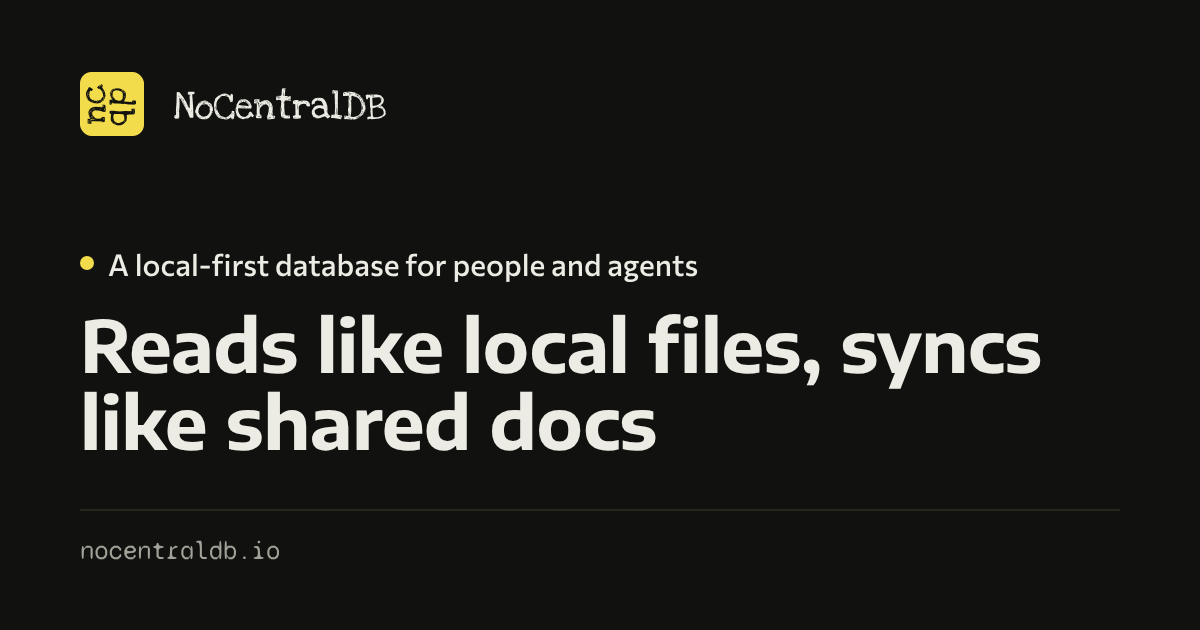 nc
db
NoCentralDB
A local-first database for people and agents
Reads like local files, syncs
like shared docs
nocentraldb.io